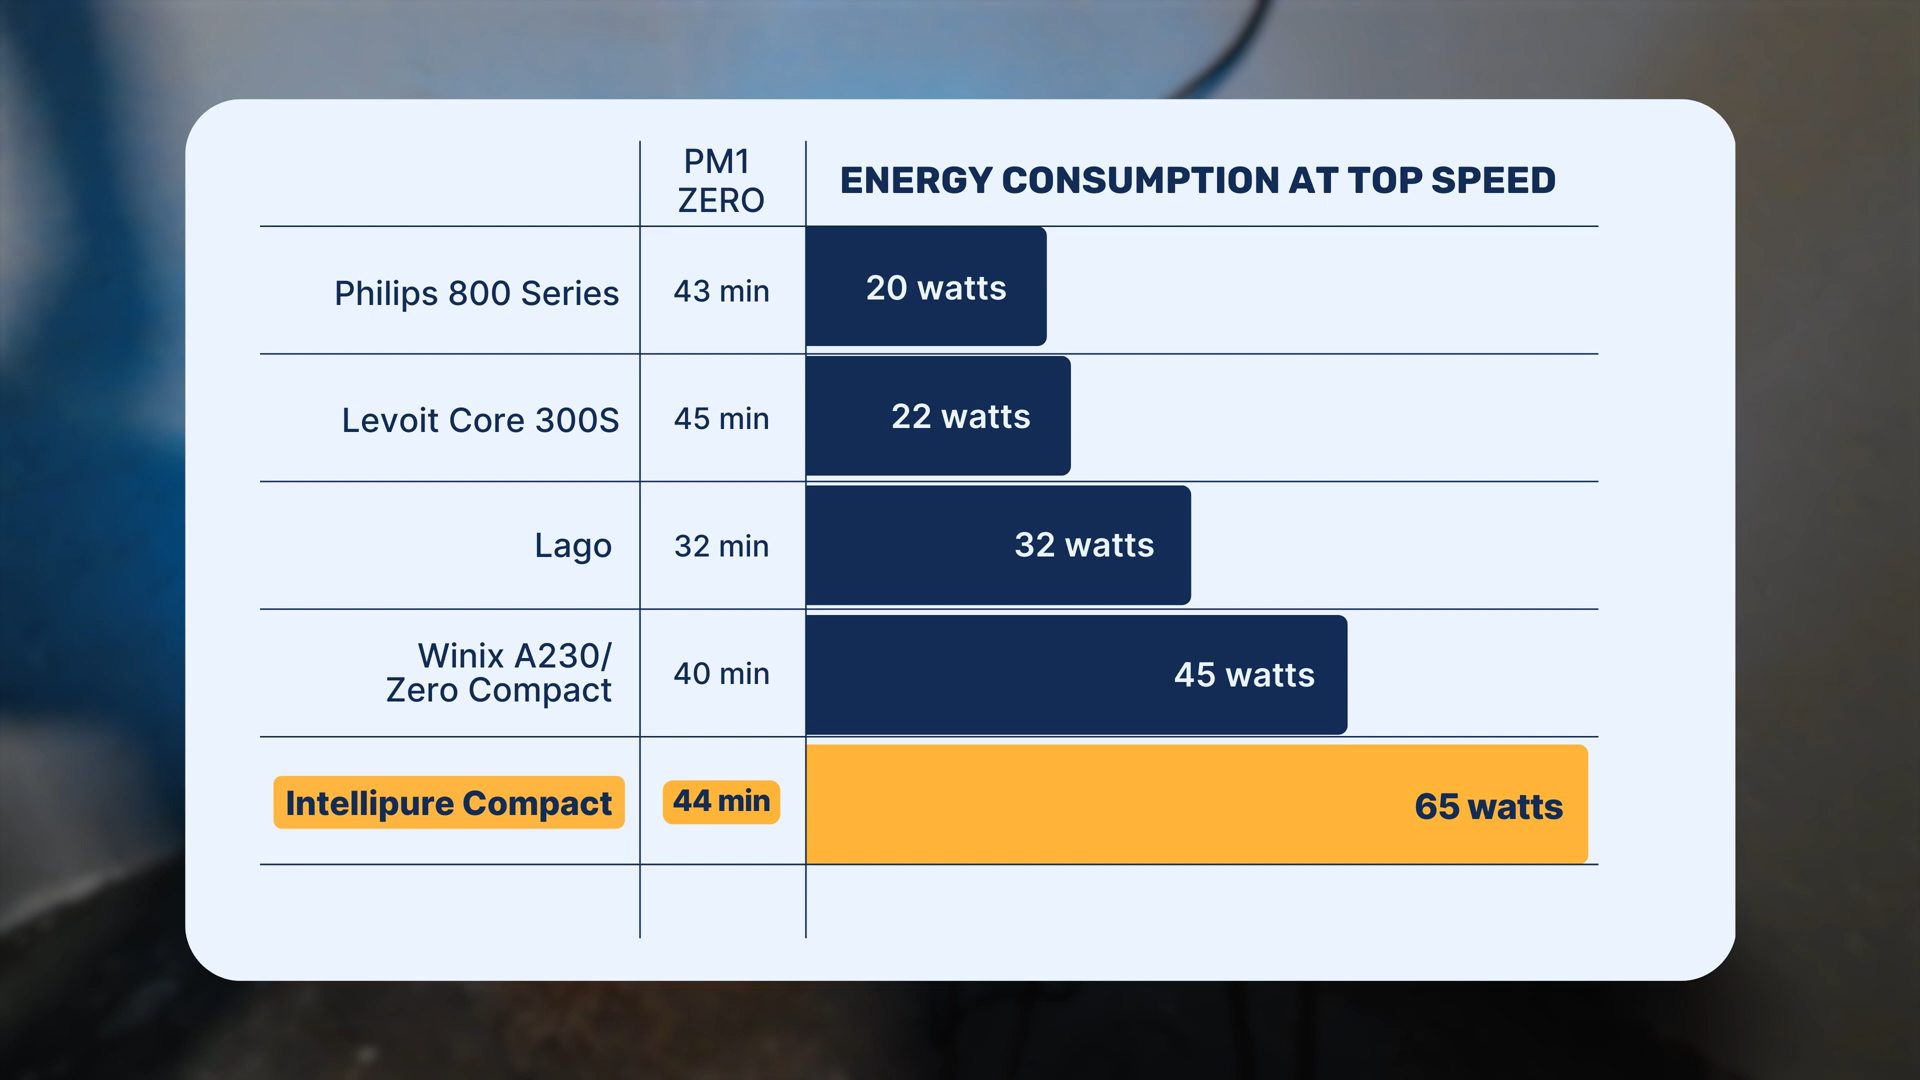 PM1
ZERO
ENERGY CONSUMPTION AT TOP SPEED
Philips 800 Series
43 min
20 watts
Levoit Core 300S
45 min
22 watts
Lago
32 min
32 watts
Winix A230/
Zero Compact
40 min
45 watts
Intellipure Compact
44 min
65 watts